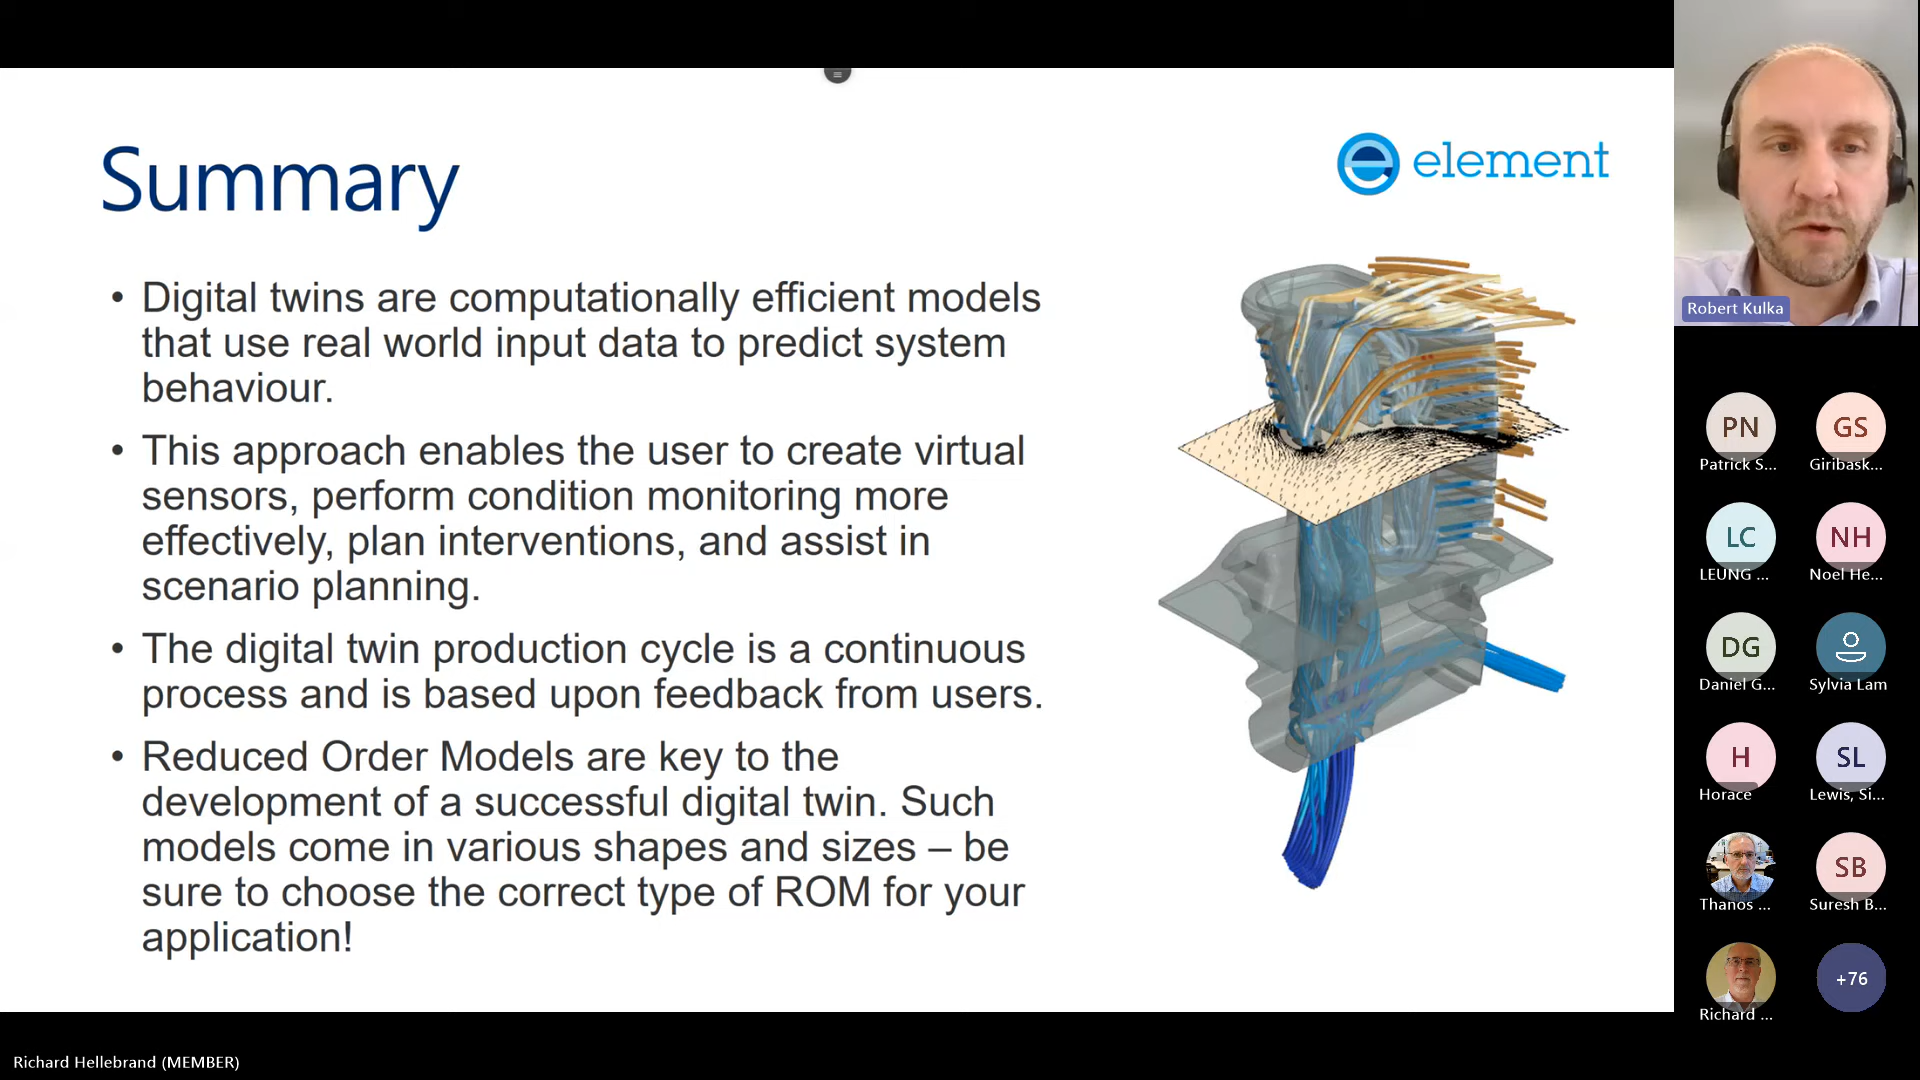 Summary
element
• Digital twins are computationally efficient models
that use real world input data to predict system
behaviour.
• This approach enables the user to create virtual
sensors, perform condition monitoring more
effectively, plan interventions, and assist in
scenario planning.
• The digital twin production cycle is a continuous
process and is based upon feedback from users.
• Reduced Order Models are key to the
development of a successful digital twin. Such
models come in various shapes and sizes – be
sure to choose the correct type of ROM for your
application!
Robert Kulka
PN GS
Patrick S... Giribask...
LC NH
LEUNG ... Noel He...
DG
Daniel G... Sylvia Lam
H SL
Horace Lewis, Si...
SB
Thanos ... Suresh B...
+76
Richard ...
Richard Hellebrand (MEMBER)